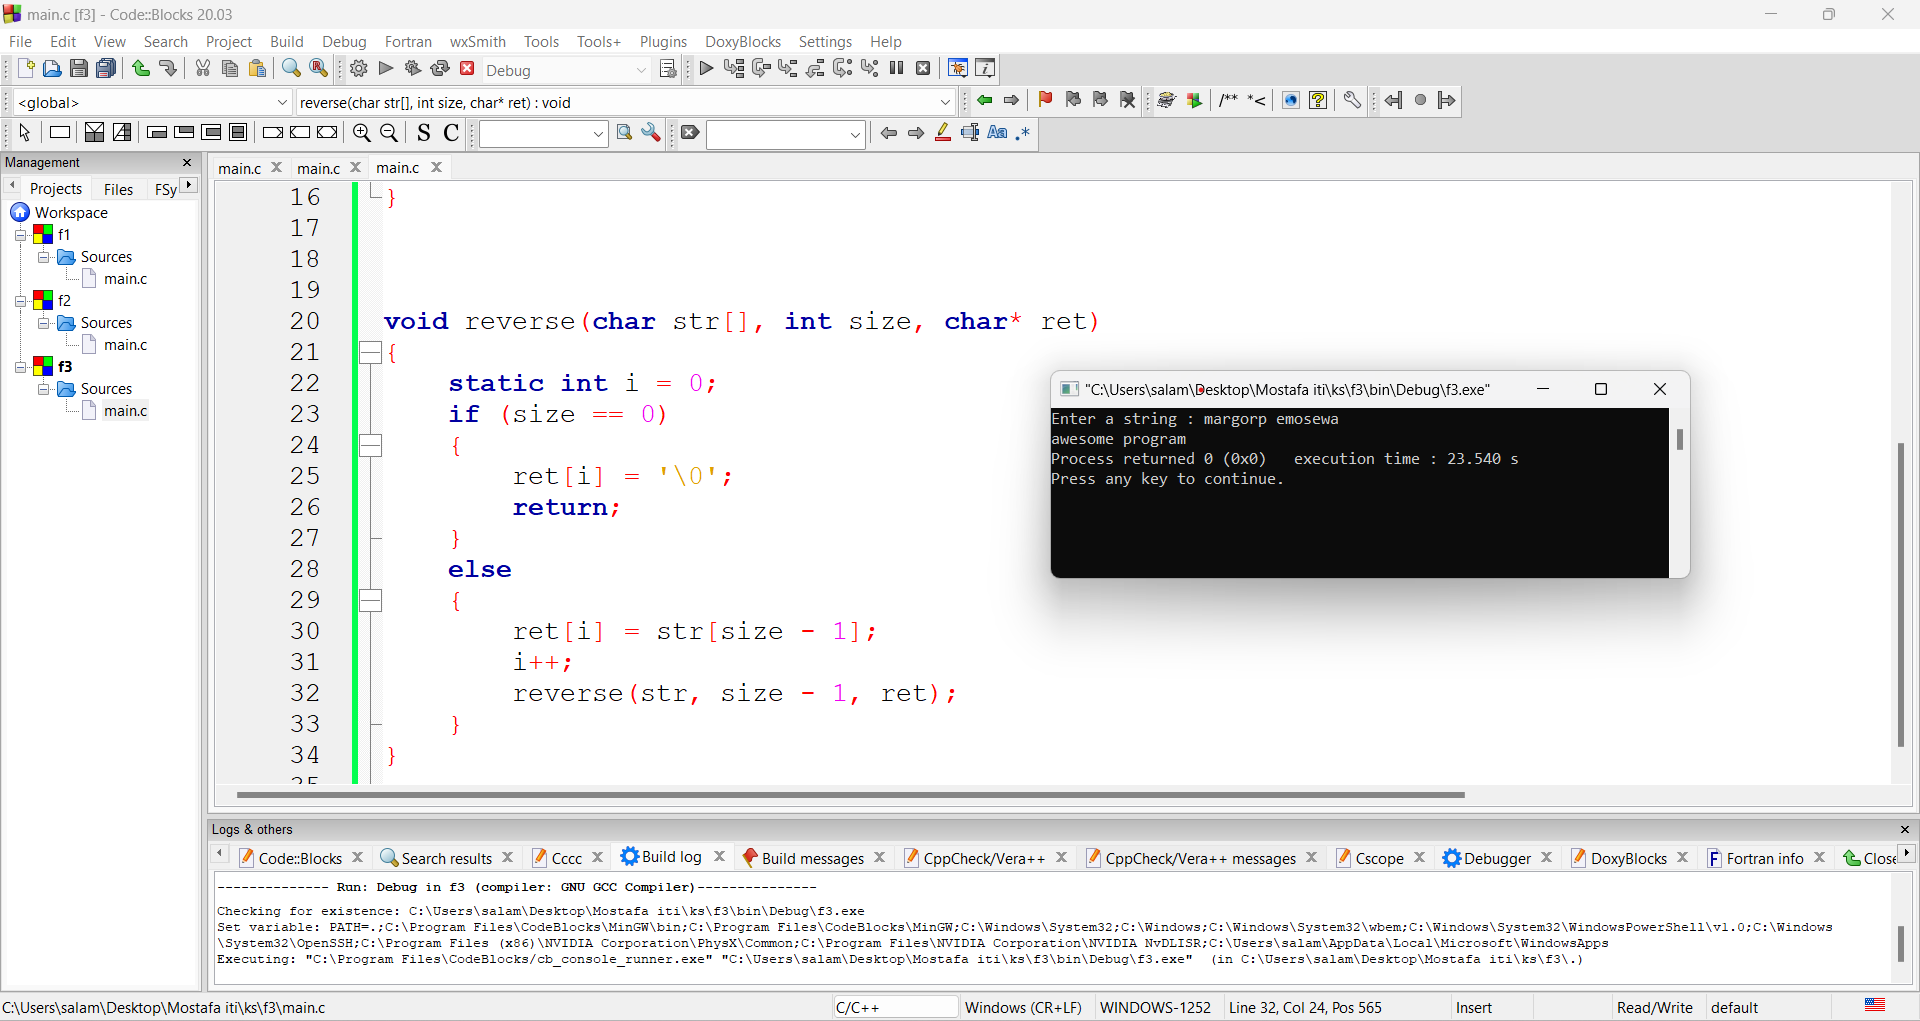 main.c [f3] - Code::Blocks 20.03
File Edit View Search Project Build Debug Fortran wxSmith Tools Tools+ Plugins DoxyBlocks Settings Help
Debug
<global>
reverse(char str[], int size, char* ret) : void
/** *<
S C
Aa .*
Management
Projects Files FSy
Workspace
f1
Sources
main.c
f2
Sources
main.c
f3
Sources
main.c
main.c main.c main.c
16 }
17
18
19
20 void reverse(char str[], int size, char* ret)
21 {
22 static int i = 0;
23 if (size == 0)
24 {
25 ret[i] = '\0';
26 return;
27 }
28 else
29 {
30 ret[i] = str[size - 1];
31 i++;
32 reverse(str, size - 1, ret);
33 }
34 }
35
"C:\Users\salam\Desktop\Mostafa iti\ks\f3\bin\Debug\f3.exe"
Enter a string : margorp emosewa
awesome program
Process returned 0 (0x0)   execution time : 23.540 s
Press any key to continue.
Logs & others
Code::Blocks Search results Cccc Build log Build messages CppCheck/Vera++ CppCheck/Vera++ messages Cscope Debugger DoxyBlocks Fortran info Close
-------------- Run: Debug in f3 (compiler: GNU GCC Compiler)---------------
Checking for existence: C:\Users\salam\Desktop\Mostafa iti\ks\f3\bin\Debug\f3.exe
Set variable: PATH=.;C:\Program Files\CodeBlocks\MinGW\bin;C:\Program Files\CodeBlocks\MinGW;C:\Windows\System32;C:\Windows;C:\Windows\System32\wbem;C:\Windows\System32\WindowsPowerShell\v1.0;C:\Windows
\System32\OpenSSH;C:\Program Files (x86)\NVIDIA Corporation\PhysX\Common;C:\Program Files\NVIDIA Corporation\NVIDIA NvDLISR;C:\Users\salam\AppData\Local\Microsoft\WindowsApps
Executing: "C:\Program Files\CodeBlocks/cb_console_runner.exe" "C:\Users\salam\Desktop\Mostafa iti\ks\f3\bin\Debug\f3.exe"  (in C:\Users\salam\Desktop\Mostafa iti\ks\f3\.)
C:\Users\salam\Desktop\Mostafa iti\ks\f3\main.c C/C++ Windows (CR+LF) WINDOWS-1252 Line 32, Col 24, Pos 565 Insert Read/Write default